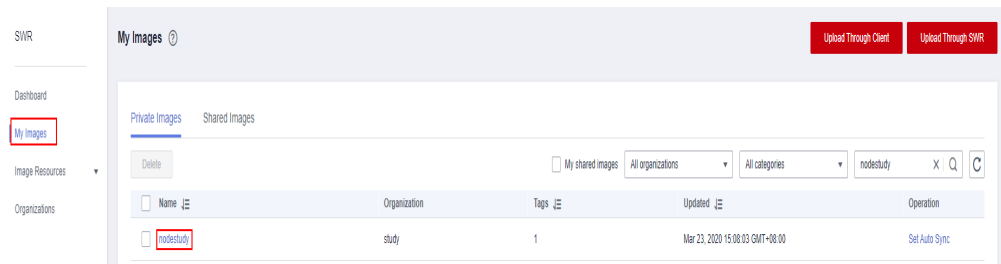 SWR
Dashboard
My Images
Image Resources
Organizations
My Images ?
Upload Through Client
Upload Through SWR
Private Images
Shared Images
Delete
My shared images
All organizations
All categories
nodestudy
Name
Organization
Tags
Updated
Operation
nodestudy
study
1
Mar 23, 2020 15:08:03 GMT+08:00
Set Auto Sync